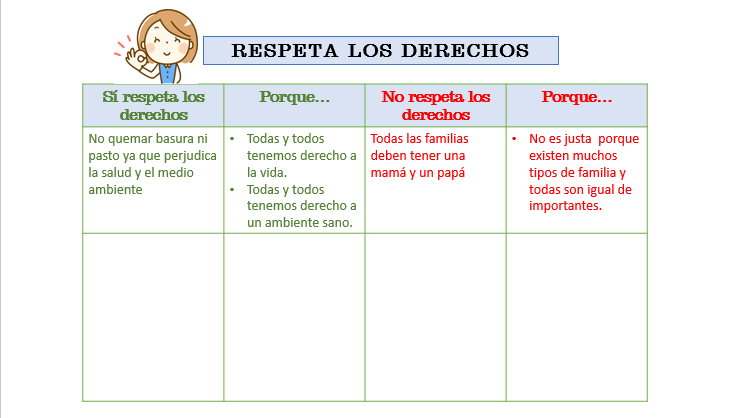 RESPETA LOS DERECHOS
Sí respeta los
derechos
Porque...
No respeta los
derechos
Porque...
No quemar basura ni
pasto ya que perjudica
la salud y el medio
ambiente
• Todas y todos
tenemos derecho a
la vida.
• Todas y todos
tenemos derecho a
un ambiente sano.
Todas las familias
deben tener una
mamá y un papá
• No es justa porque
existen muchos
tipos de familia y
todas son igual de
importantes.